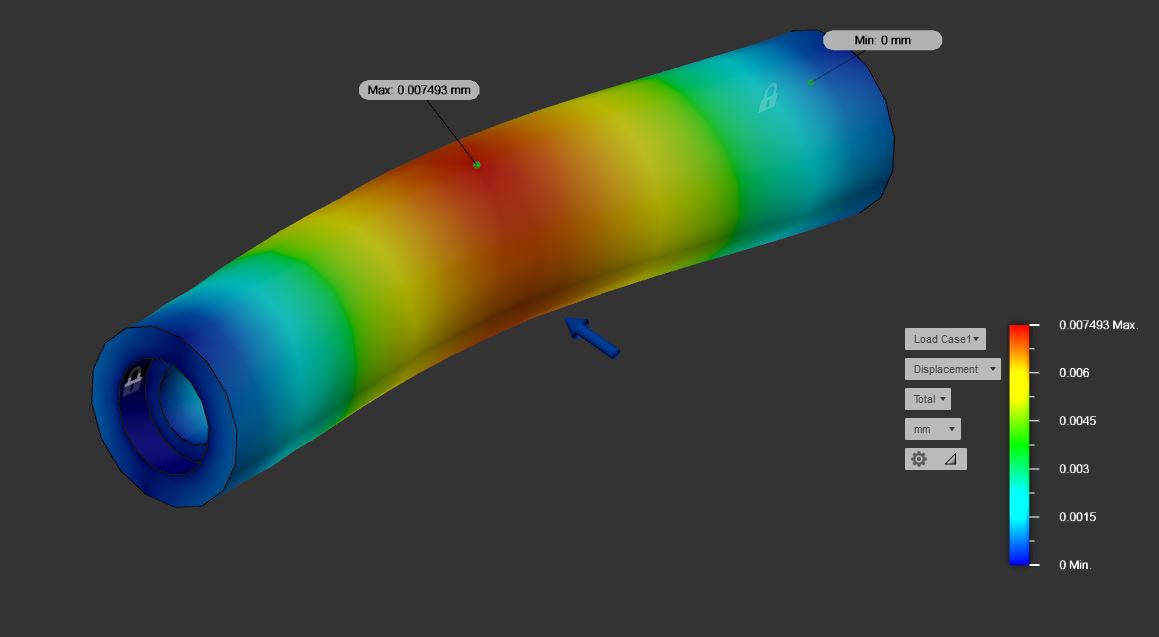 Min: 0 mm
Max: 0.007493 mm
Load Case1
Displacement
Total
mm
0.007493 Max.
0.006
0.0045
0.003
0.0015
0 Min.